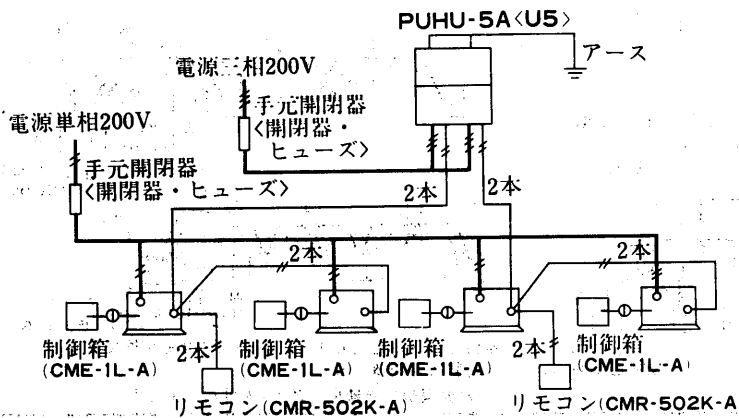 PUHU-5A<U5>
アース
電源三相200V
手元開閉器
<開閉器・
ヒューズ>
電源単相200V
手元開閉器
<開閉器・ヒューズ>
2本
2本
2本
2本
制御箱
(CME-1L-A)
2本
制御箱
(CME-1L-A)
制御箱
(CME-1L-A)
2本
制御箱
(CME-1L-A)
リモコン(CMR-502K-A)
リモコン(CMR-502K-A